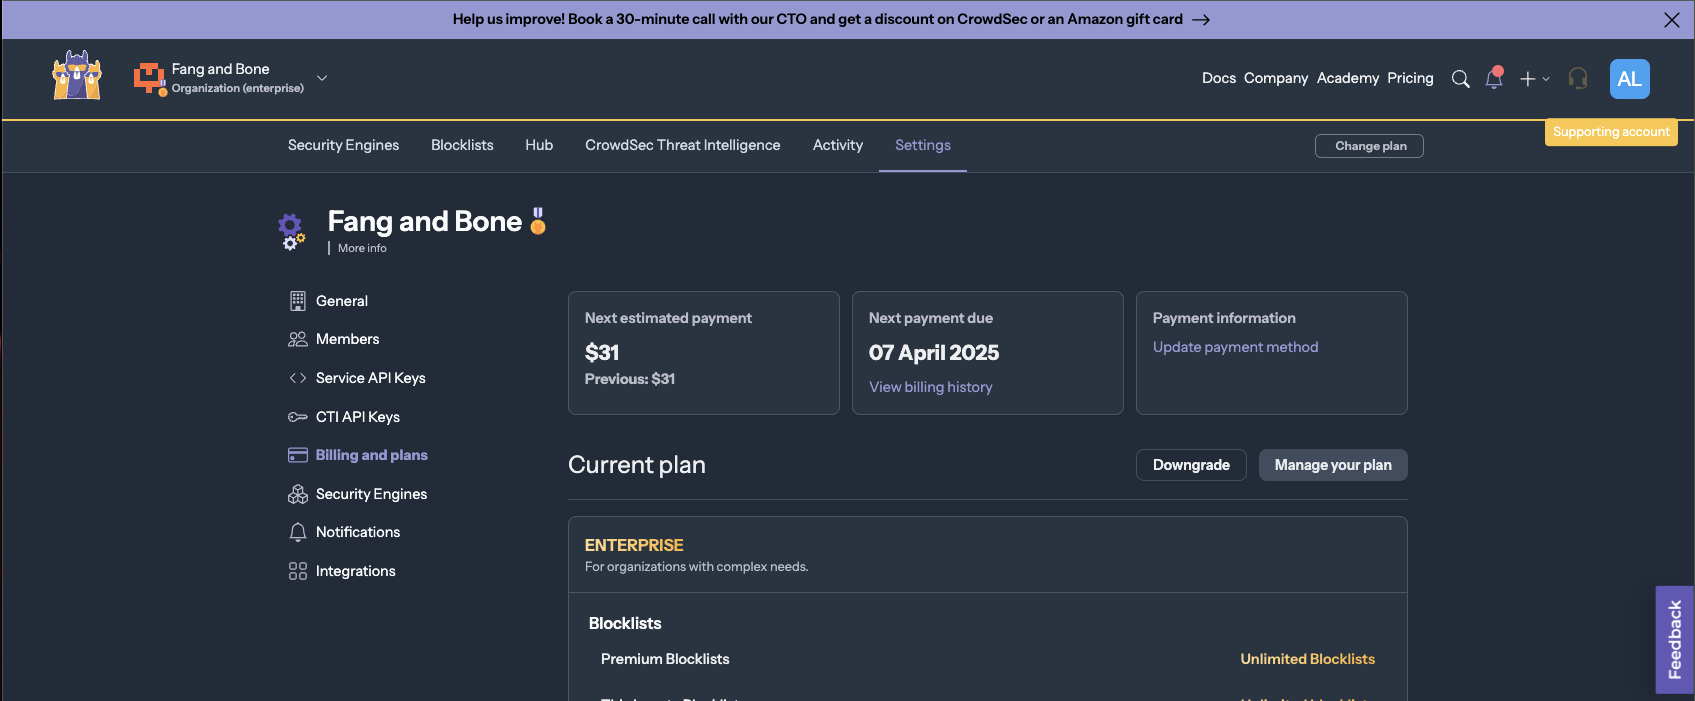 Help us improve! Book a 30-minute call with our CTO and get a discount on CrowdSec or an Amazon gift card →
Fang and Bone
Organization (enterprise)
Docs Company Academy Pricing
AL
Supporting account
Security Engines Blocklists Hub CrowdSec Threat Intelligence Activity Settings Change plan
Fang and Bone
More info
General
Members
Service API Keys
CTI API Keys
Billing and plans
Security Engines
Notifications
Integrations
Next estimated payment
$31
Previous: $31
Next payment due
07 April 2025
View billing history
Payment information
Update payment method
Current plan
Downgrade Manage your plan
ENTERPRISE
For organizations with complex needs.
Blocklists
Premium Blocklists Unlimited Blocklists
Feedback